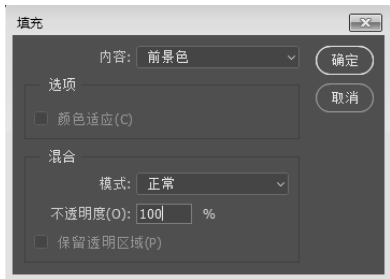 填充
内容: 前景色
确定
选项
取消
颜色适应(C)
混合
模式: 正常
不透明度(O): 100 %
保留透明区域(P)